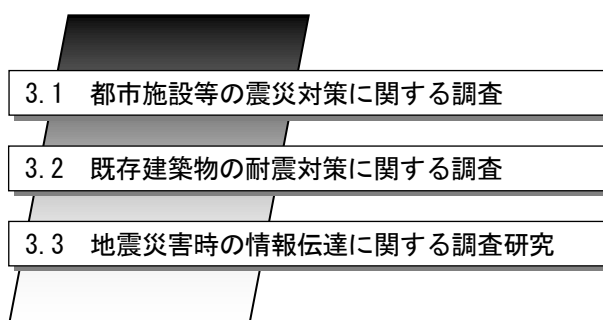 3.1 都市施設等の震災対策に関する調査
3.2 既存建築物の耐震対策に関する調査
3.3 地震災害時の情報伝達に関する調査研究